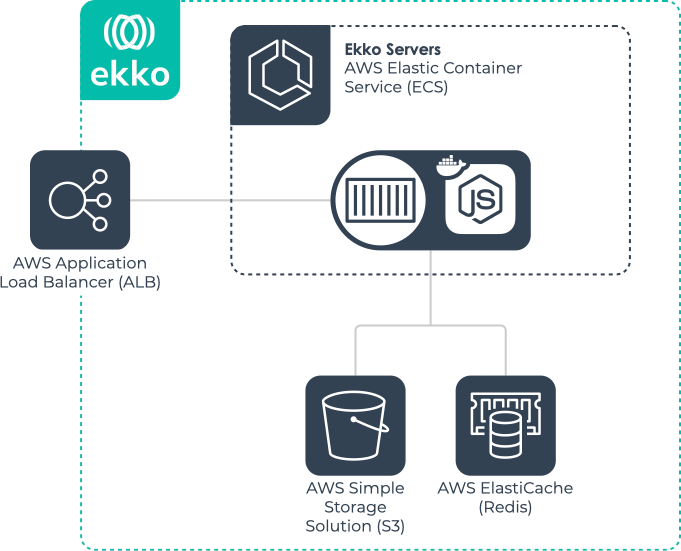 ekko
Ekko Servers
AWS Elastic Container
Service (ECS)
JS
AWS Application
Load Balancer (ALB)
AWS Simple
Storage
Solution (S3)
AWS ElastiCache
(Redis)